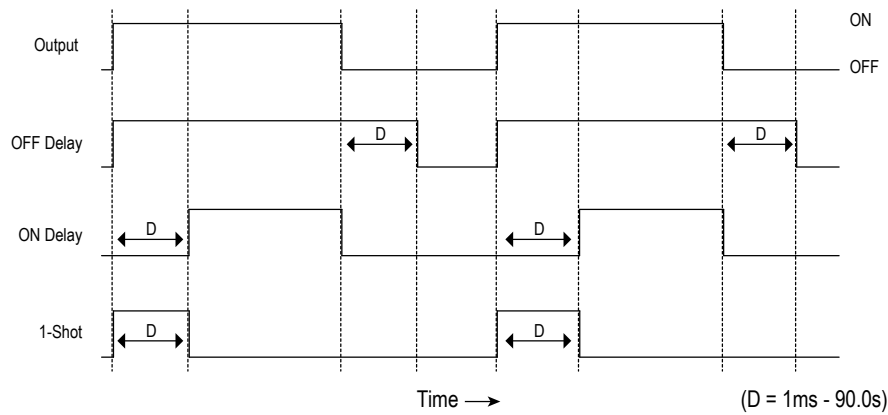 Output
ON
OFF
OFF Delay
D
D
ON Delay
D
D
1-Shot
D
D
Time
(D = 1ms - 90.0s)